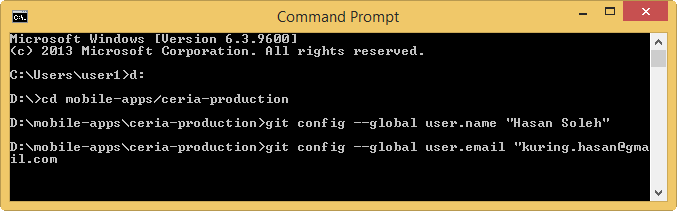 Command Prompt
Microsoft Windows [Version 6.3.9600]
(c) 2013 Microsoft Corporation. All rights reserved.
C:\Users\user1>d:
D:\>cd mobile-apps/ceria-production
D:\mobile-apps\ceria-production>git config --global user.name "Hasan Soleh"
D:\mobile-apps\ceria-production>git config --global user.email "kuring.hasan@gma
il.com